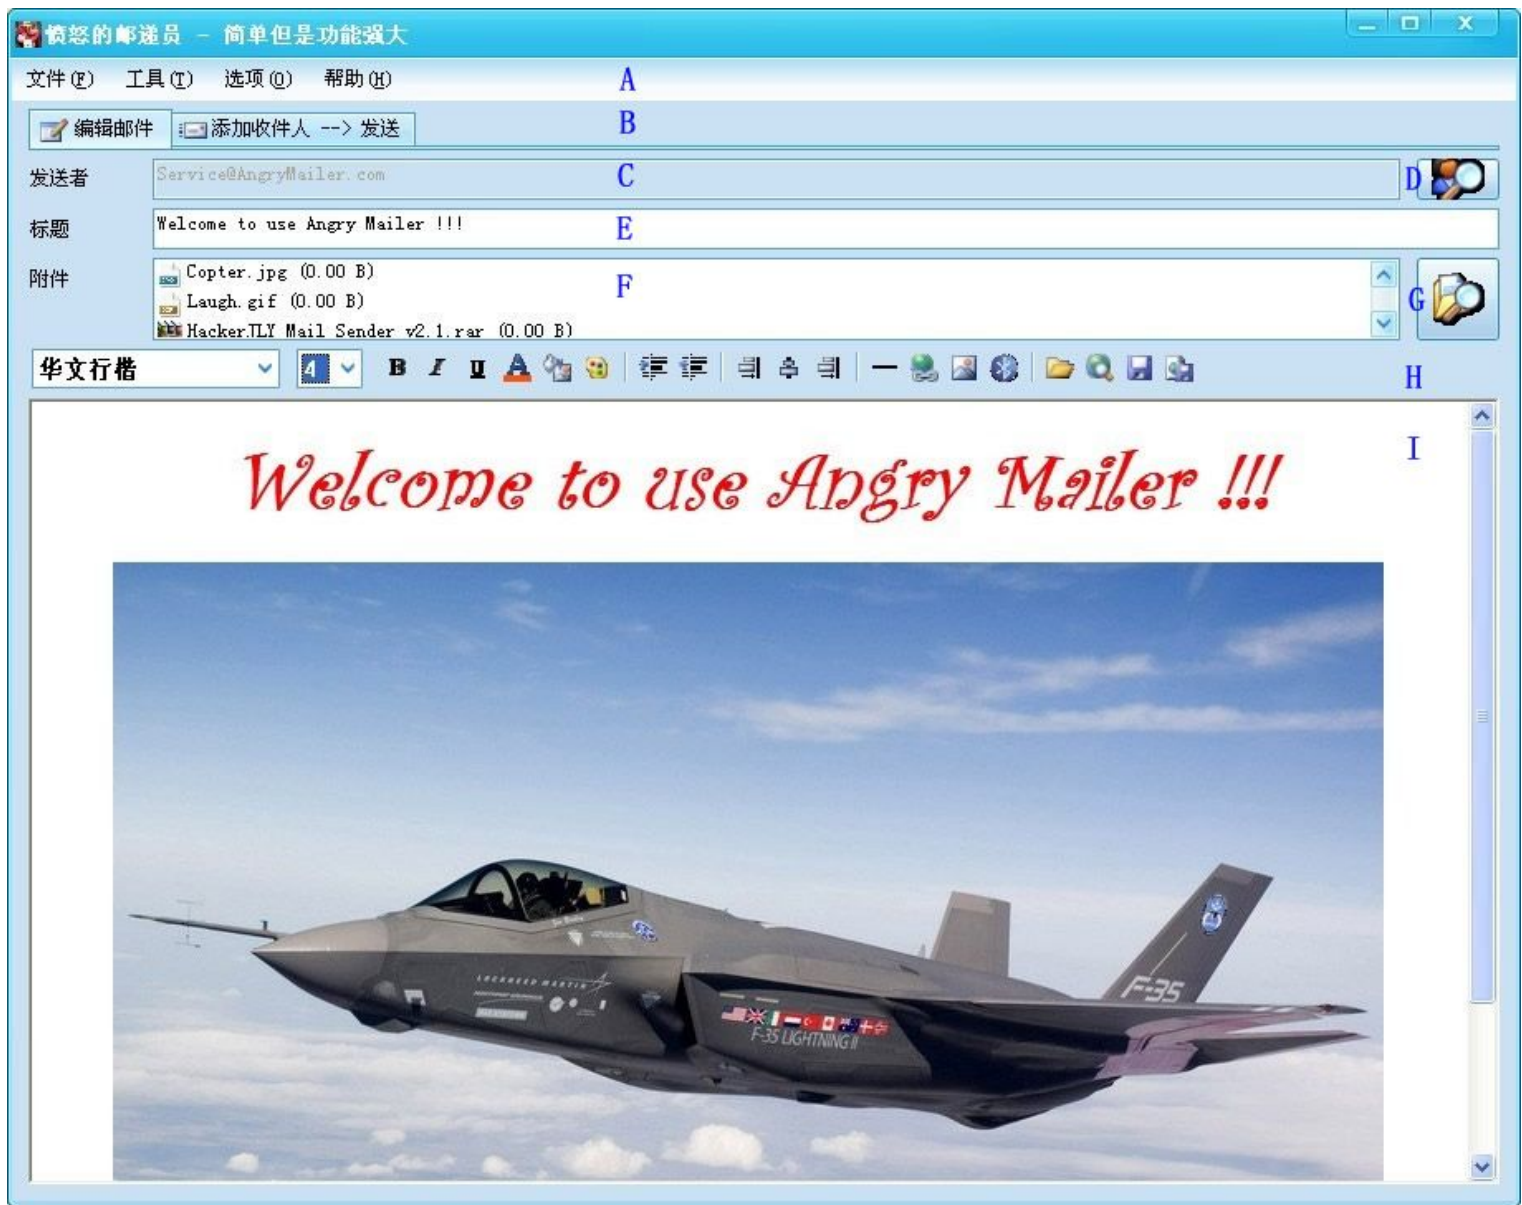 愤怒的邮递员 - 简单但是功能强大
文件(F) 工具(T) 选项(O) 帮助(H) A
编辑邮件 添加收件人 --> 发送 B
发送者 Service@AngryMailer.com C D
标题 Welcome to use Angry Mailer !!! E
附件 Copter.jpg (0.00 B) F
Laugh.gif (0.00 B) G
Hacker.TLY Mail Sender v2.1.rar (0.00 B)
华文行楷 4 B I U A H
I
Welcome to use Angry Mailer !!!
F-35
LOCKHEED MARTIN
F-35 LIGHTNING II